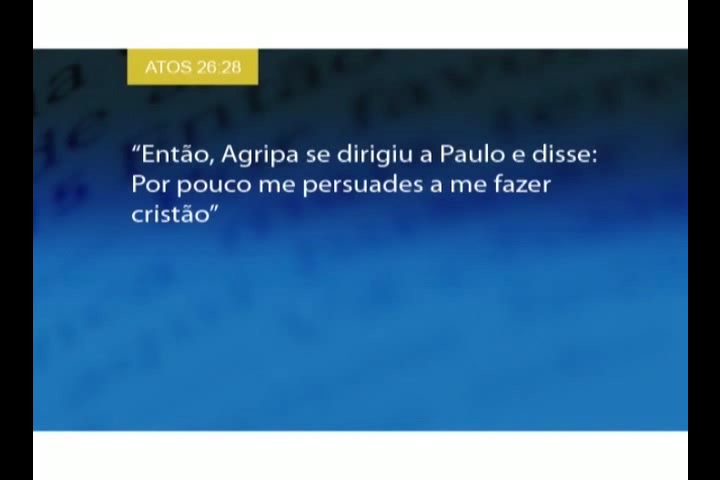 ATOS 26:28
“Então, Agripa se dirigiu a Paulo e disse:
Por pouco me persuades a me fazer
cristão”